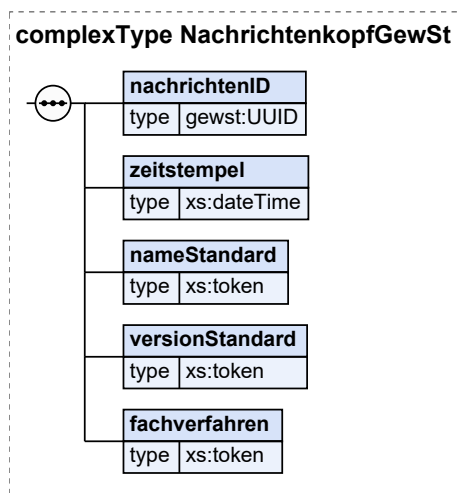 complexType NachrichtenkopfGewSt
nachrichtenID
type gewst:UUID
zeitstempel
type xs:dateTime
nameStandard
type xs:token
versionStandard
type xs:token
fachverfahren
type xs:token